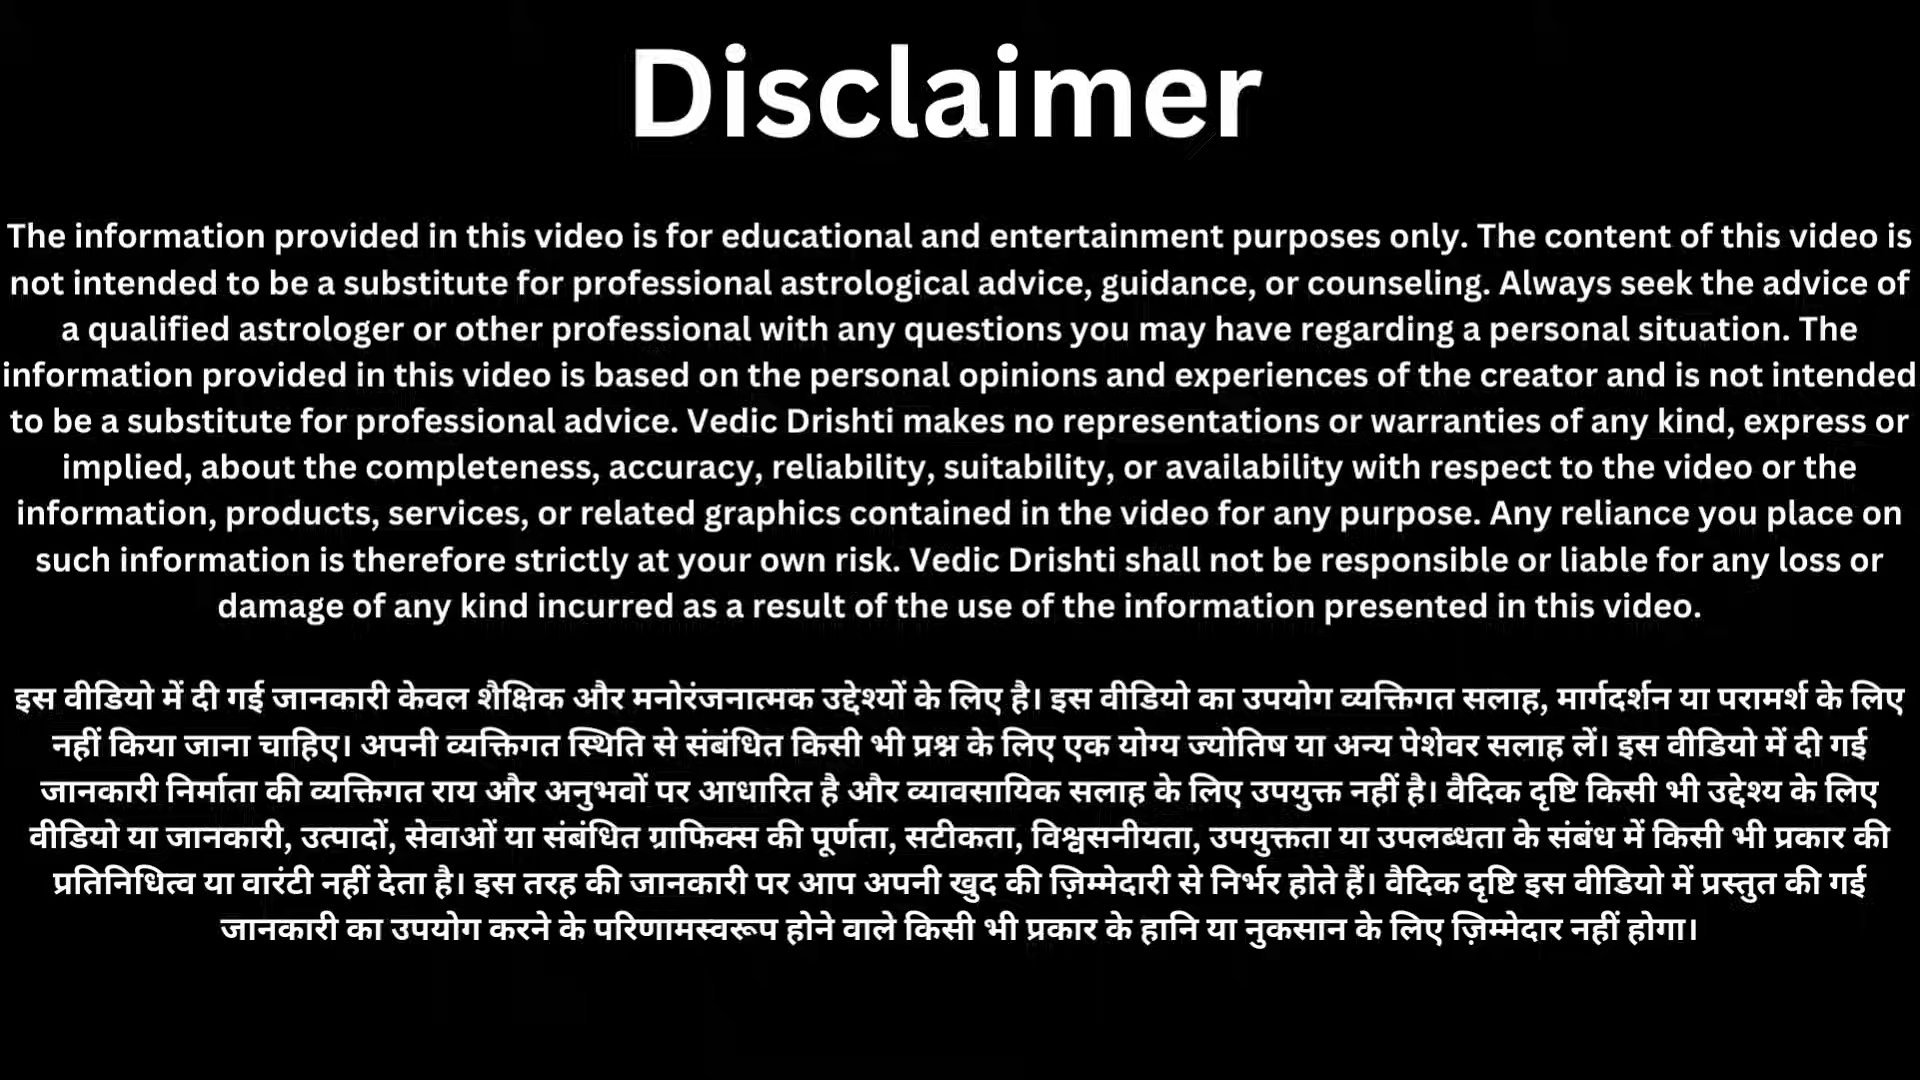 Disclaimer
The information provided in this video is for educational and entertainment purposes only. The content of this video is
not intended to be a substitute for professional astrological advice, guidance, or counseling. Always seek the advice of
a qualified astrologer or other professional with any questions you may have regarding a personal situation. The
information provided in this video is based on the personal opinions and experiences of the creator and is not intended
to be a substitute for professional advice. Vedic Drishti makes no representations or warranties of any kind, express or
implied, about the completeness, accuracy, reliability, suitability, or availability with respect to the video or the
information, products, services, or related graphics contained in the video for any purpose. Any reliance you place on
such information is therefore strictly at your own risk. Vedic Drishti shall not be responsible or liable for any loss or
damage of any kind incurred as a result of the use of the information presented in this video.
इस वीडियो में दी गई जानकारी केवल शैक्षिक और मनोरंजनात्मक उद्देश्यों के लिए है। इस वीडियो का उपयोग व्यक्तिगत सलाह, मार्गदर्शन या परामर्श के लिए
नहीं किया जाना चाहिए। अपनी व्यक्तिगत स्थिति से संबंधित किसी भी प्रश्न के लिए एक योग्य ज्योतिष या अन्य पेशेवर सलाह लें। इस वीडियो में दी गई
जानकारी निर्माता की व्यक्तिगत राय और अनुभवों पर आधारित है और व्यावसायिक सलाह के लिए उपयुक्त नहीं है। वैदिक दृष्टि किसी भी उद्देश्य के लिए
वीडियो या जानकारी, उत्पादों, सेवाओं या संबंधित ग्राफिक्स की पूर्णता, सटीकता, विश्वसनीयता, उपयुक्तता या उपलब्धता के संबंध में किसी भी प्रकार की
प्रतिनिधित्व या वारंटी नहीं देता है। इस तरह की जानकारी पर आप अपनी खुद की ज़िम्मेदारी से निर्भर होते हैं। वैदिक दृष्टि इस वीडियो में प्रस्तुत की गई
जानकारी का उपयोग करने के परिणामस्वरूप होने वाले किसी भी प्रकार के हानि या नुकसान के लिए ज़िम्मेदार नहीं होगा।